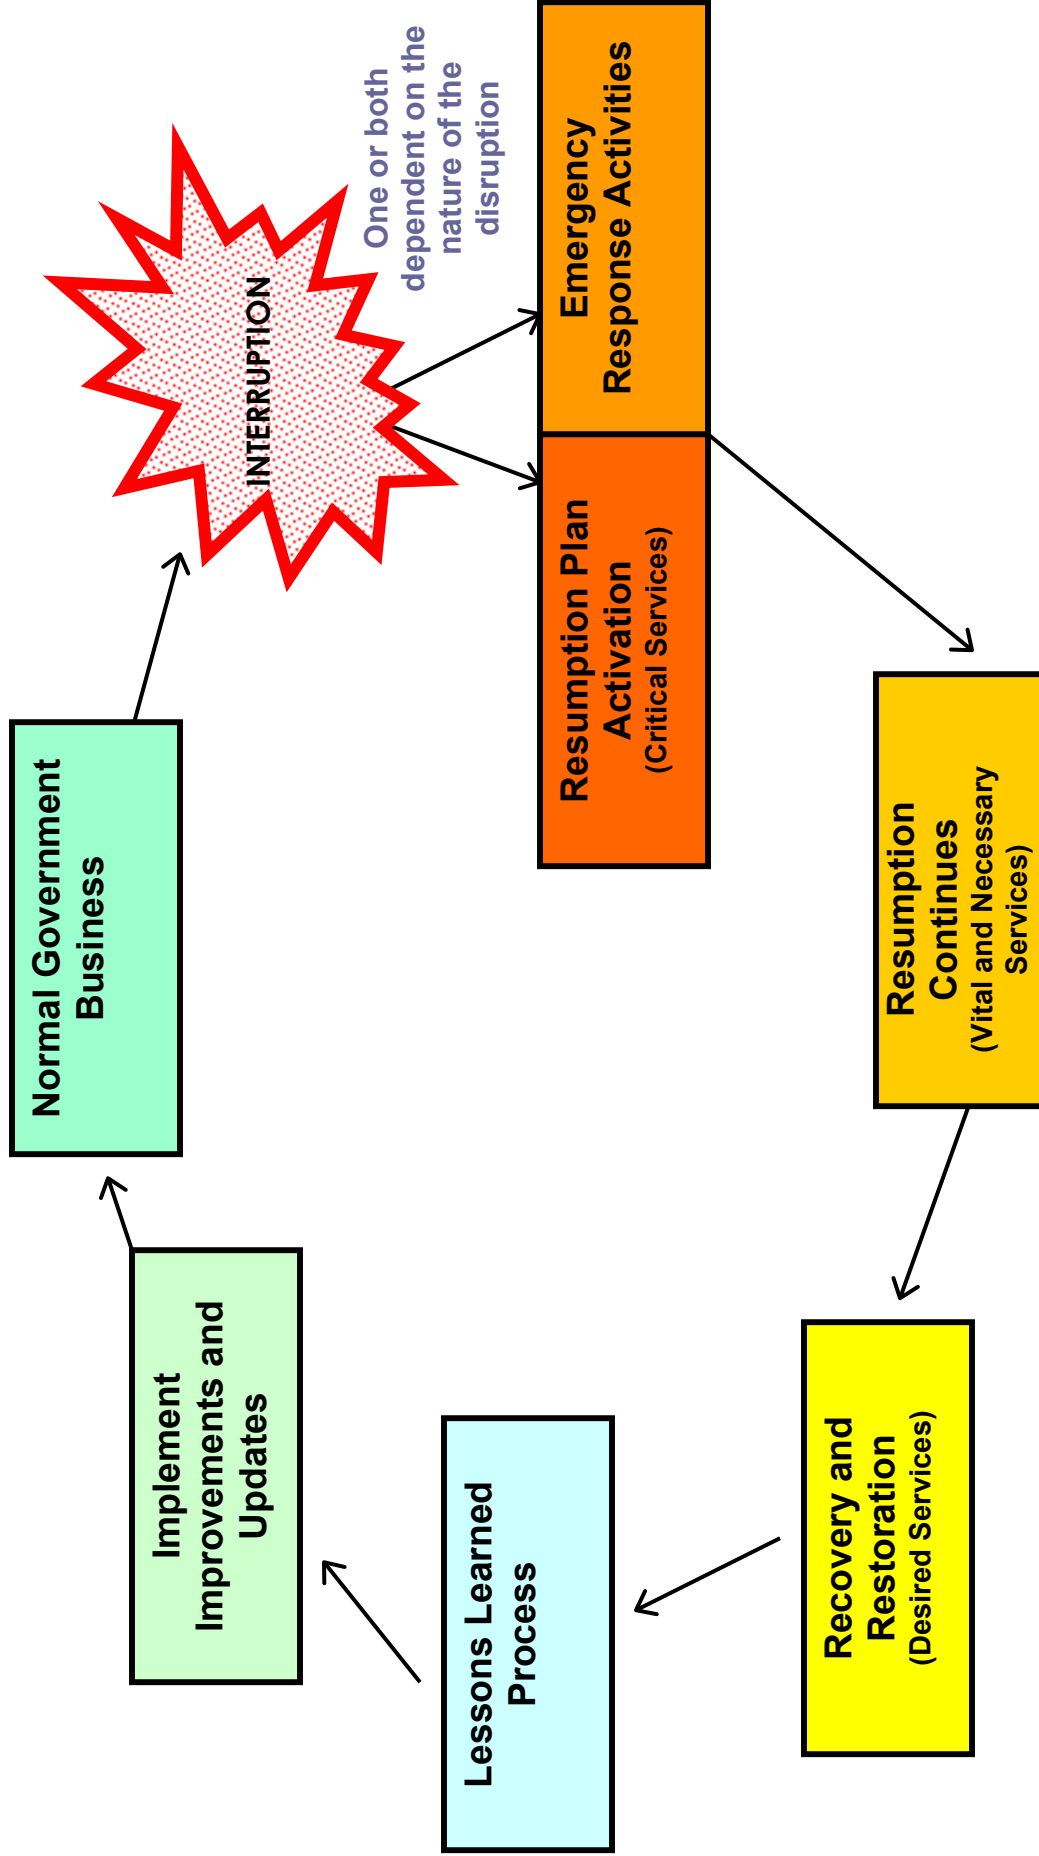 Normal Government
Business
INTERRUPTION
One or both
dependent on the
nature of the
disruption
Resumption Plan
Activation
(Critical Services)
Emergency
Response Activities
Resumption
Continues
(Vital and Necessary
Services)
Recovery and
Restoration
(Desired Services)
Lessons Learned
Process
Implement
Improvements and
Updates